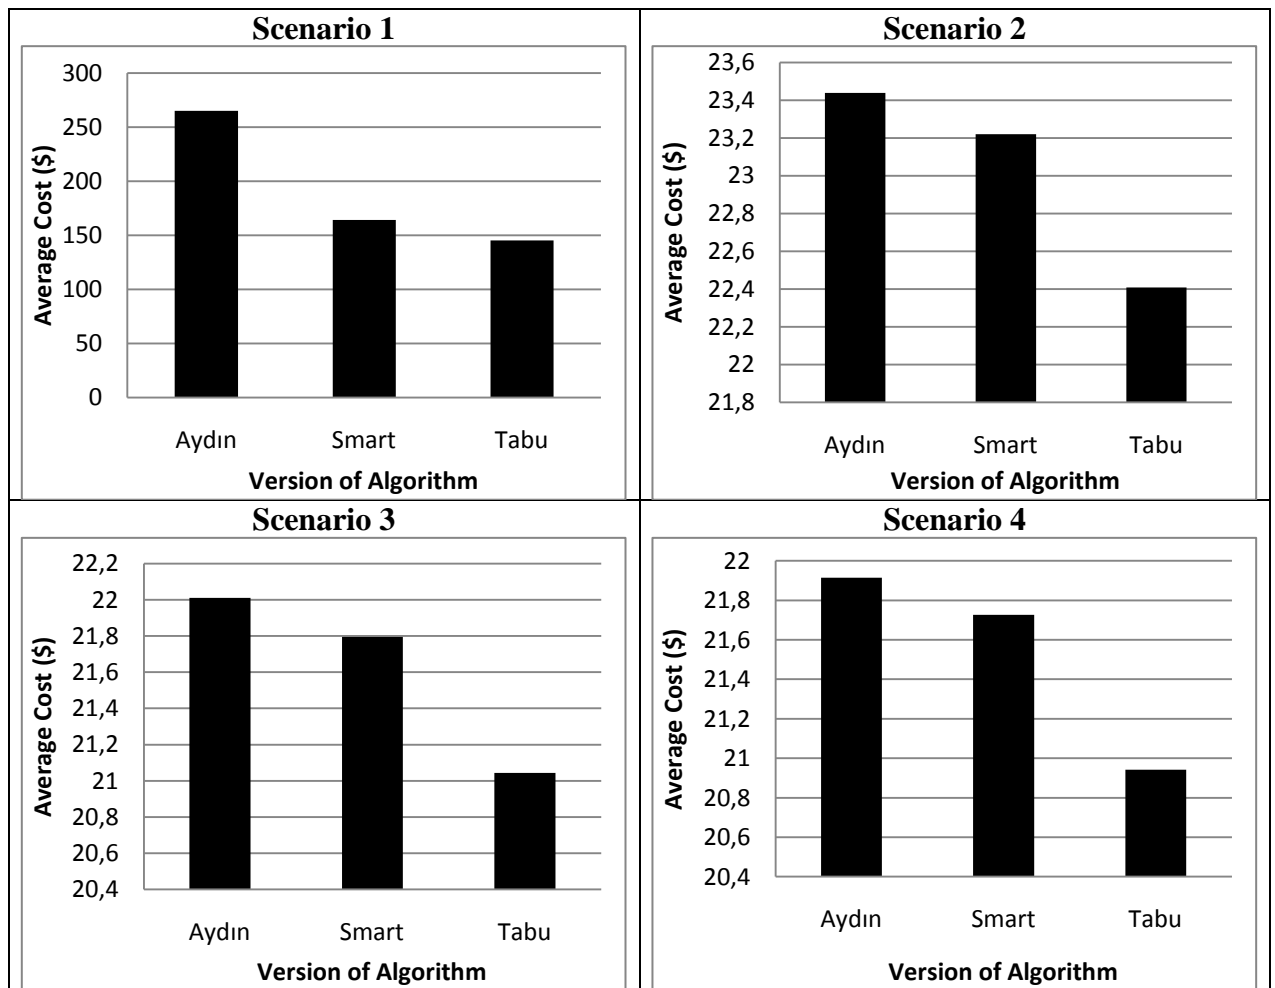 Scenario 1
Average Cost ($)
300
250
200
150
100
50
0
Aydın Smart Tabu
Version of Algorithm
Scenario 2
Average Cost ($)
23,6
23,4
23,2
23
22,8
22,6
22,4
22,2
22
21,8
Aydın Smart Tabu
Version of Algorithm
Scenario 3
Average Cost ($)
22,2
22
21,8
21,6
21,4
21,2
21
20,8
20,6
20,4
Aydın Smart Tabu
Version of Algorithm
Scenario 4
Average Cost ($)
22
21,8
21,6
21,4
21,2
21
20,8
20,6
20,4
Aydın Smart Tabu
Version of Algorithm